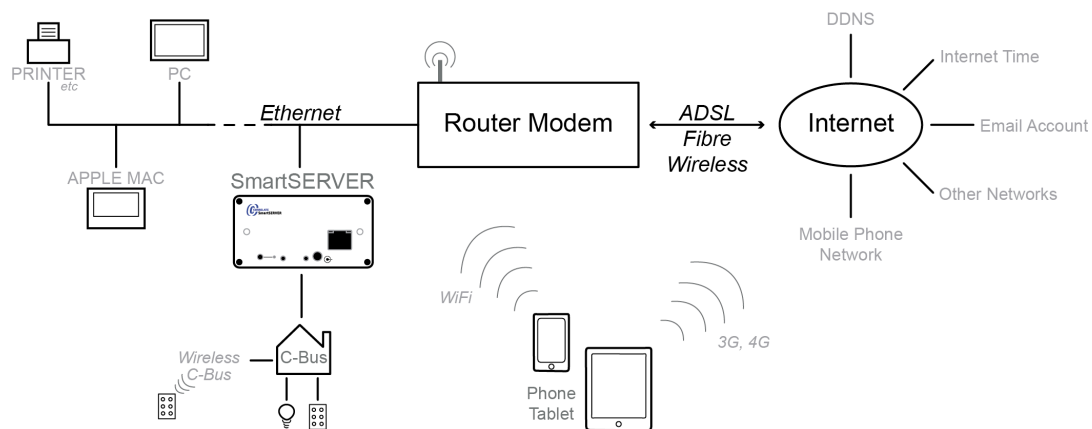 DDNS
Internet Time
PRINTER
etc
PC
Ethernet
Router Modem
ADSL
Fibre
Wireless
Internet
Email Account
APPLE MAC
SmartSERVER
Other Networks
SmartSERVER
Mobile Phone
Network
WiFi
3G, 4G
Wireless
C-Bus
C-Bus
Phone
Tablet